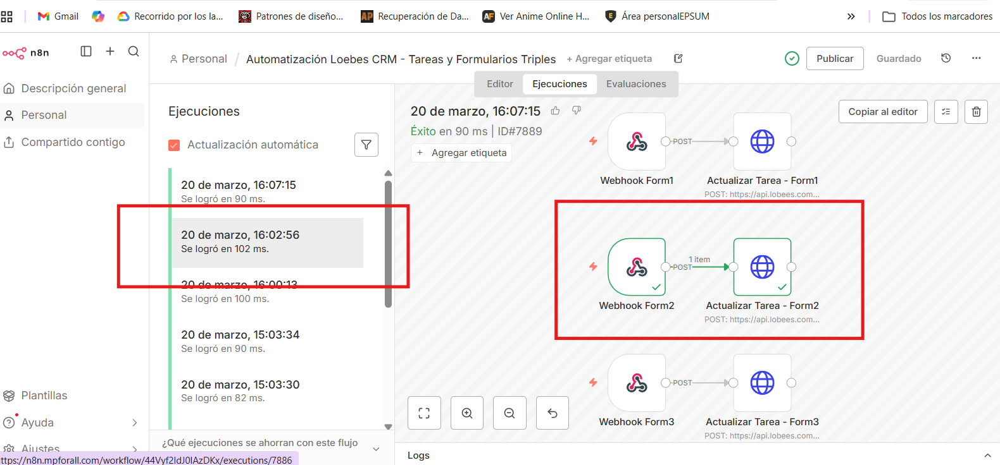 Gmail
Recorrido por los la...
Patrones de diseño...
AP
Recuperación de Da...
AF
Ver Anime Online H...
E
Área personalEPSUM
»
Todos los marcadores
n8n
Personal / Automatización Loebes CRM - Tareas y Formularios Triples + Agregar etiqueta
Publicar
Guardado
...
Editor
Ejecuciones
Evaluaciones
Descripción general
Personal
Compartido contigo
Plantillas
Ayuda
Ajustes
Ejecuciones
Actualización automática
20 de marzo, 16:07:15
Se logró en 90 ms.
20 de marzo, 16:02:56
Se logró en 102 ms.
20 de marzo, 16:00:13
Se logró en 100 ms.
20 de marzo, 15:03:34
Se logró en 90 ms.
20 de marzo, 15:03:30
Se logró en 82 ms.
¿Qué ejecuciones se ahorran con este flujo
20 de marzo, 16:07:15
Éxito en 90 ms | ID#7889
+ Agregar etiqueta
Copiar al editor
POST
Webhook Form1
Actualizar Tarea - Form1
POST: https://api.lobees.com...
1 item
POST
Webhook Form2
Actualizar Tarea - Form2
POST: https://api.lobees.com...
POST
Webhook Form3
Actualizar Tarea - Form3
POST: https://api.lobees.com...
Logs
ttps://n8n.mpforall.com/workflow/44Vyf2IdJ0IAzDKx/executions/7886